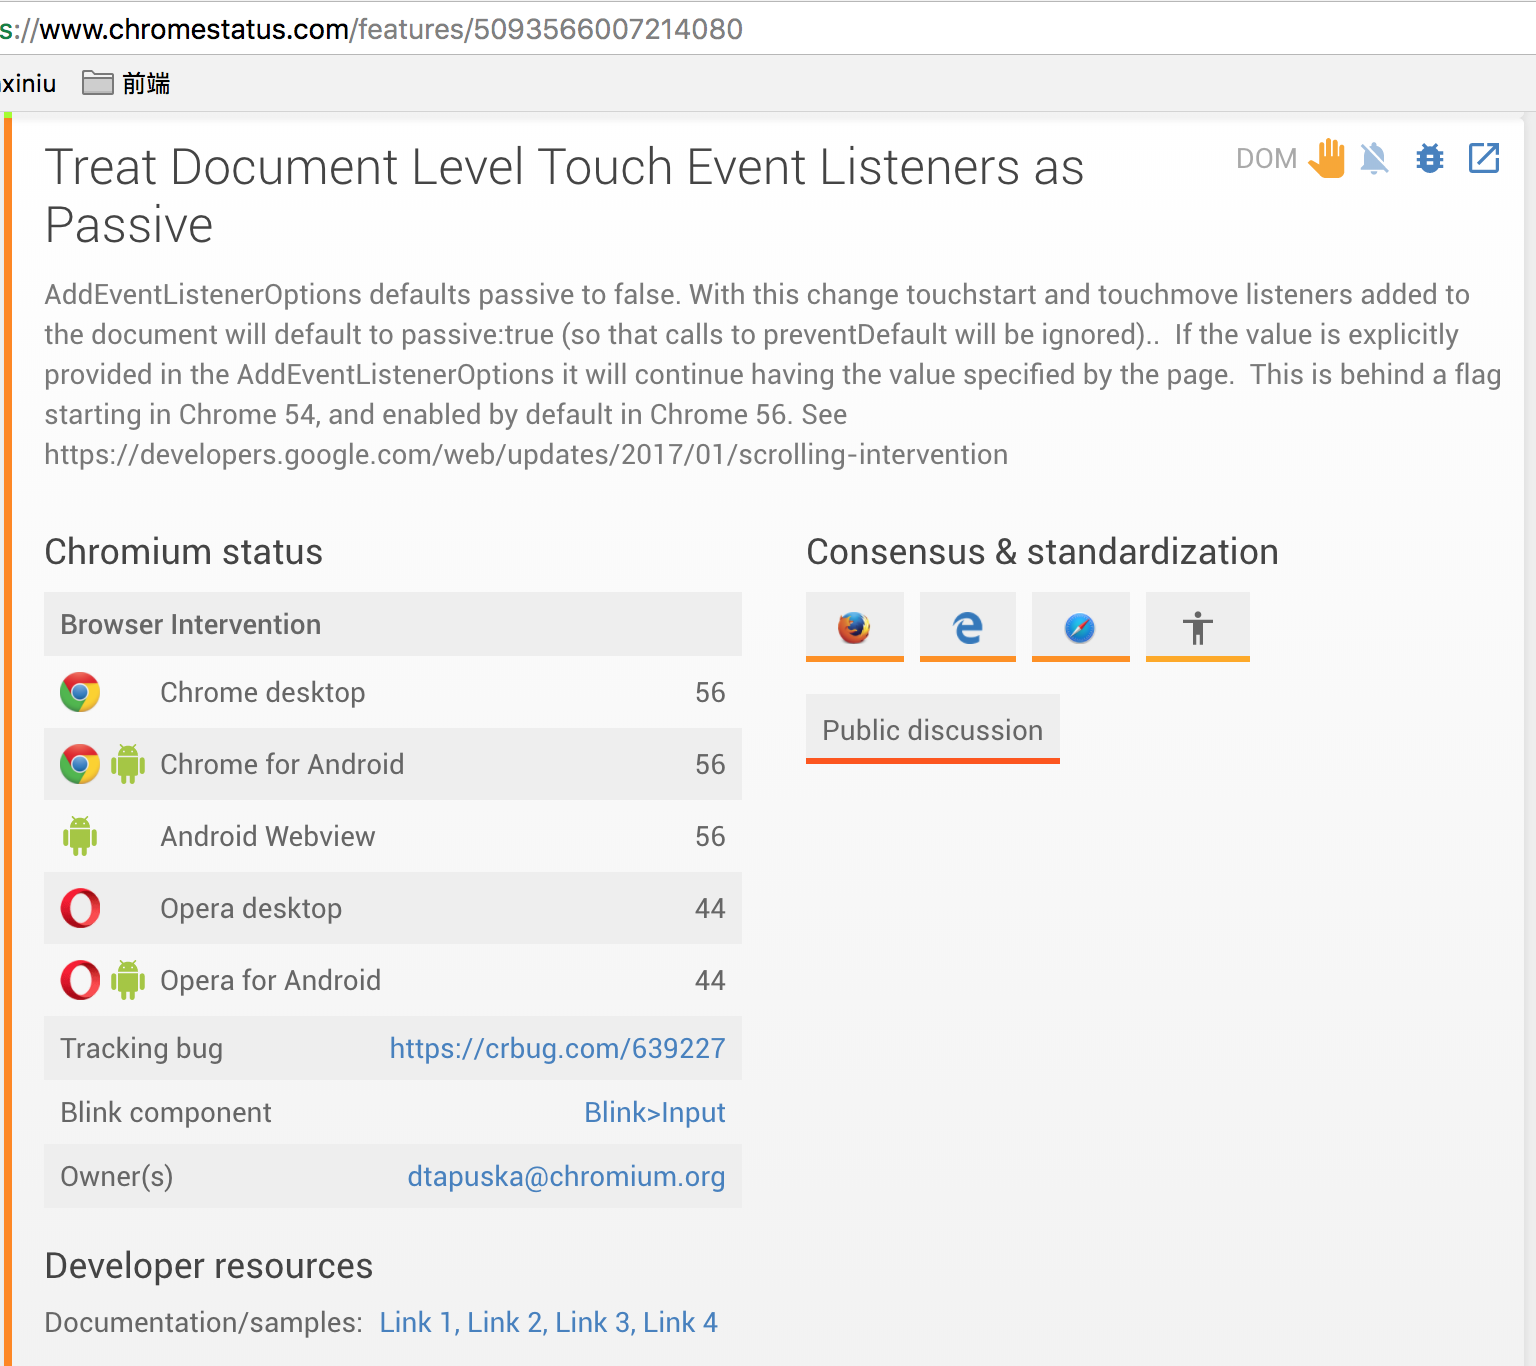 s://www.chromestatus.com/features/5093566007214080
xiniu 前端
Treat Document Level Touch Event Listeners as
Passive
DOM
AddEventListenerOptions defaults passive to false. With this change touchstart and touchmove listeners added to
the document will default to passive:true (so that calls to preventDefault will be ignored)..  If the value is explicitly
provided in the AddEventListenerOptions it will continue having the value specified by the page.  This is behind a flag
starting in Chrome 54, and enabled by default in Chrome 56. See
https://developers.google.com/web/updates/2017/01/scrolling-intervention
Chromium status
Browser Intervention
Chrome desktop 56
Chrome for Android 56
Android Webview 56
Opera desktop 44
Opera for Android 44
Tracking bug https://crbug.com/639227
Blink component Blink>Input
Owner(s) dtapuska@chromium.org
Consensus & standardization
Public discussion
Developer resources
Documentation/samples: Link 1, Link 2, Link 3, Link 4